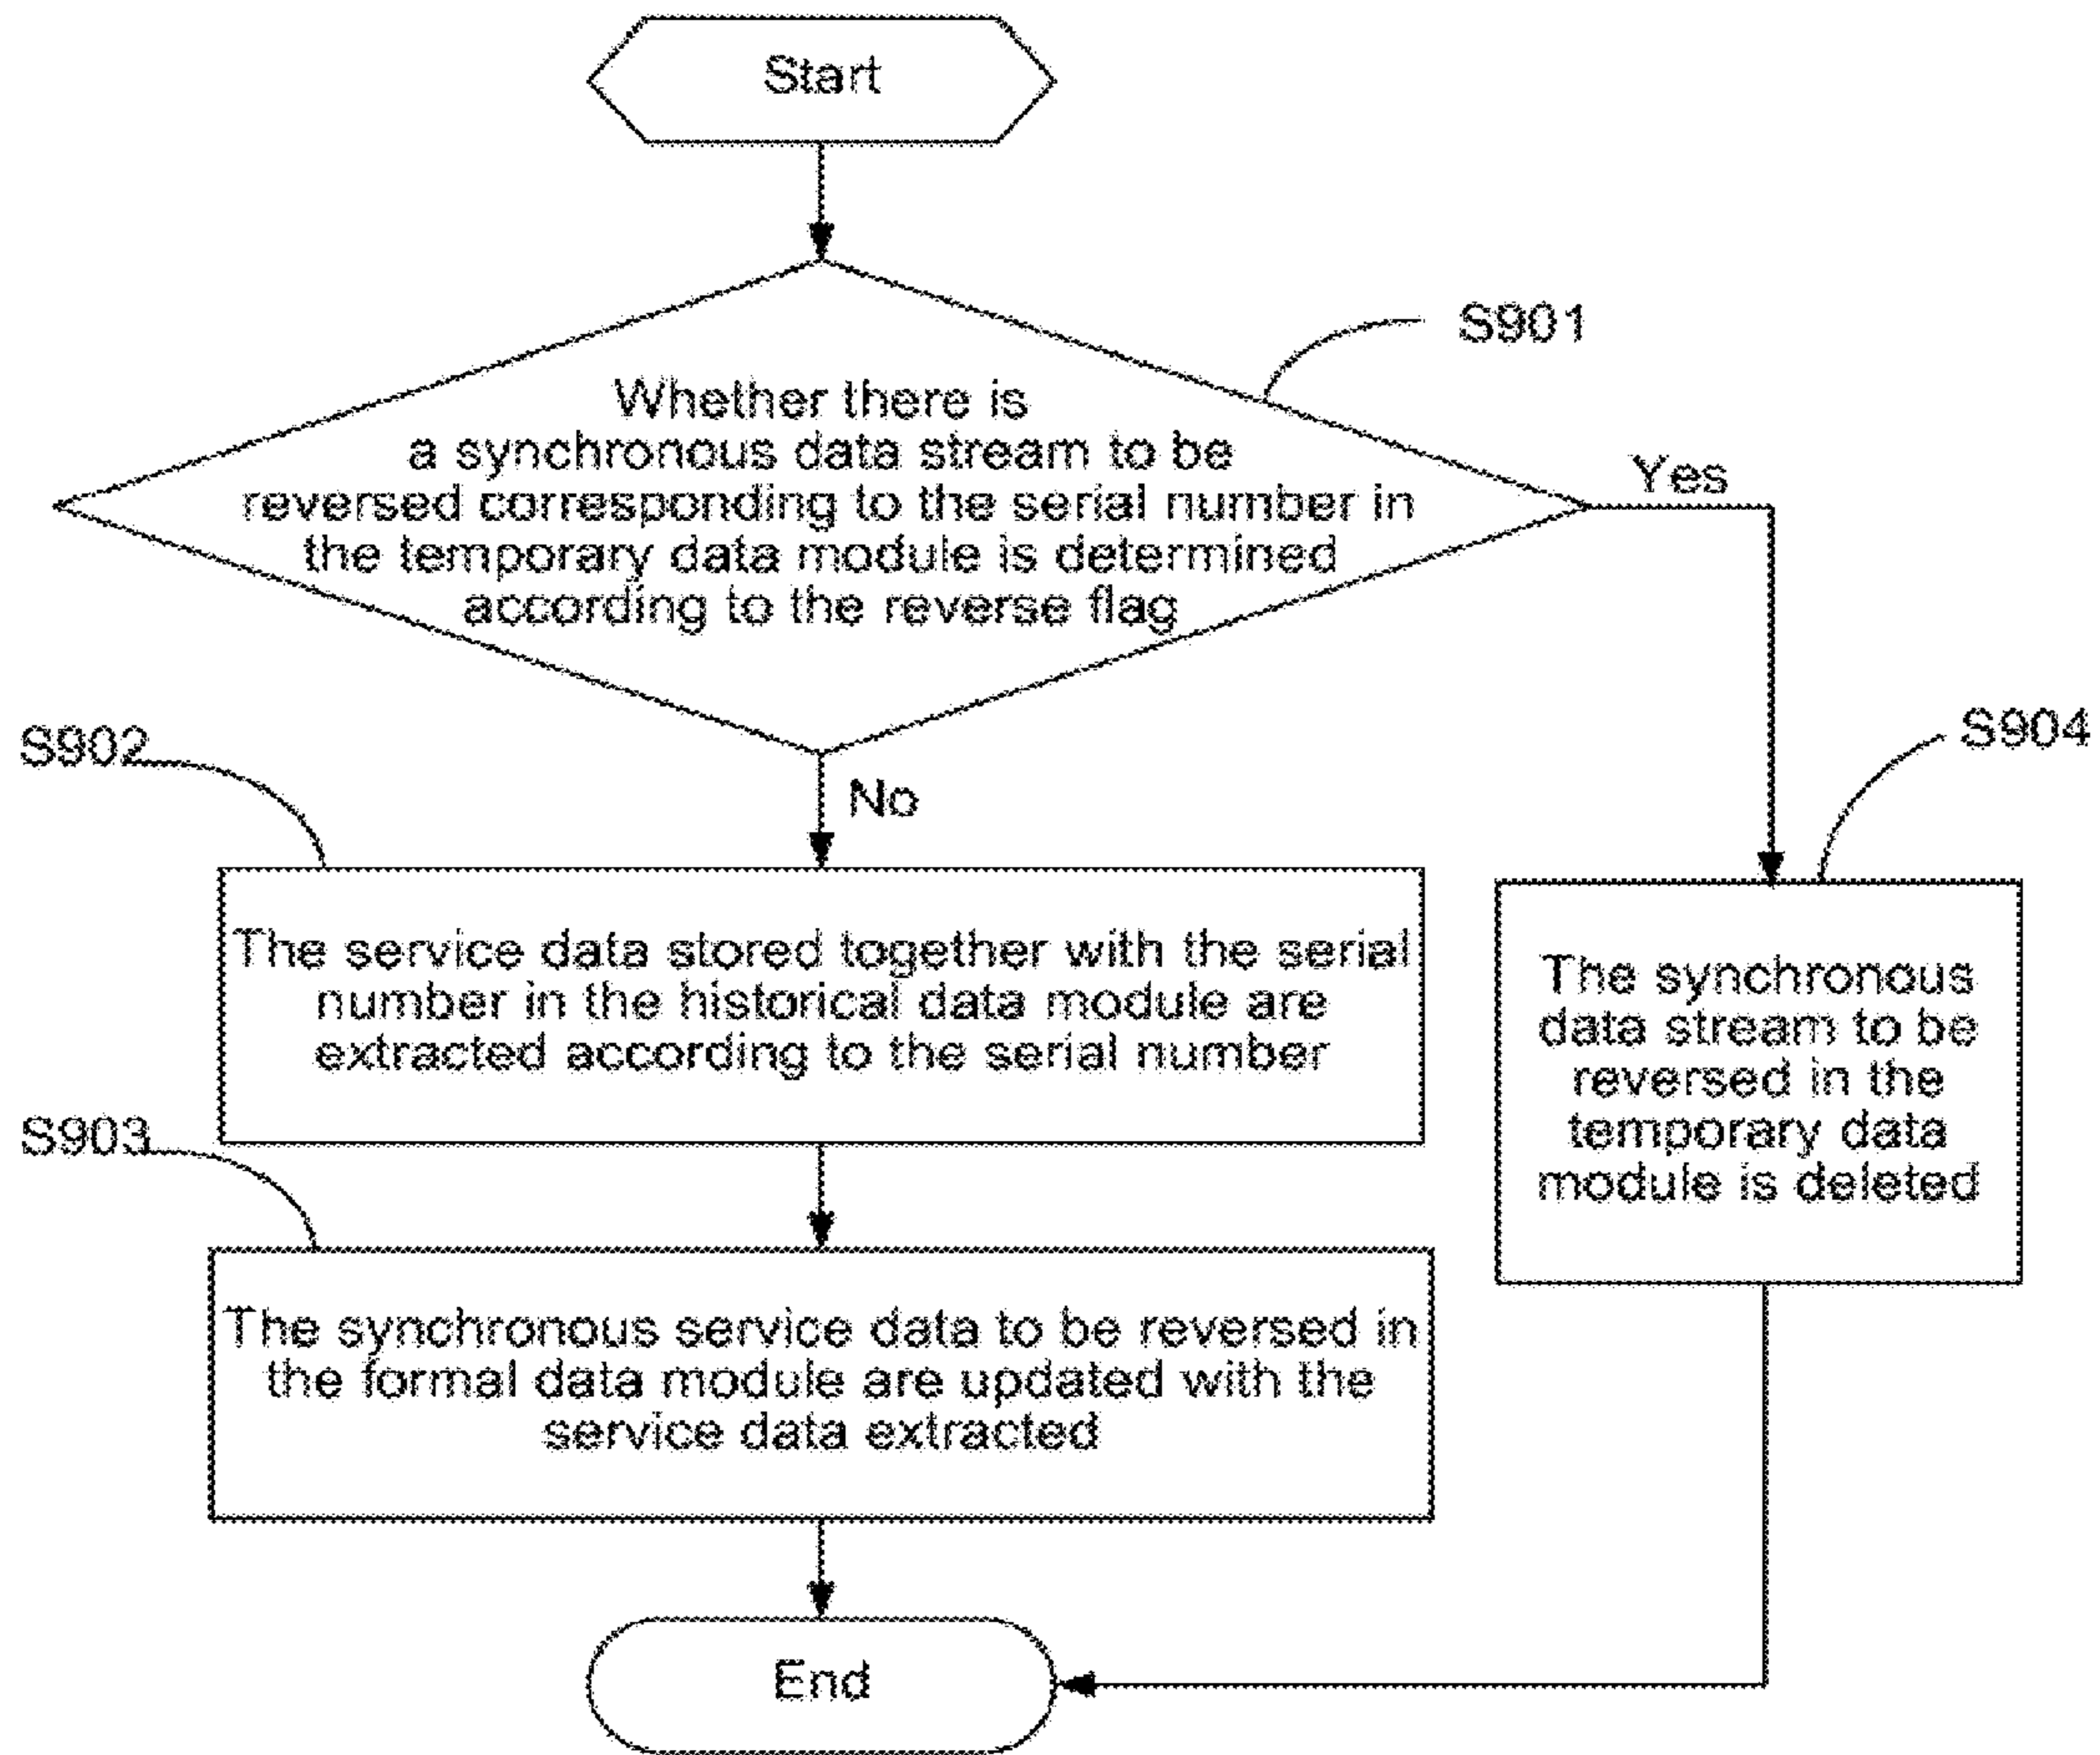 Start
S901
Whether there is
a synchronous data stream to be
reversed corresponding to the serial number in
the temporary data module is determined
according to the reverse flag
Yes
S902
No
S904
The service data stored together with the serial
number in the historical data module are
extracted according to the serial number
The synchronous
data stream to be
reversed in the
temporary data
module is deleted
S903
The synchronous service data to be reversed in
the formal data module are updated with the
service data extracted
End